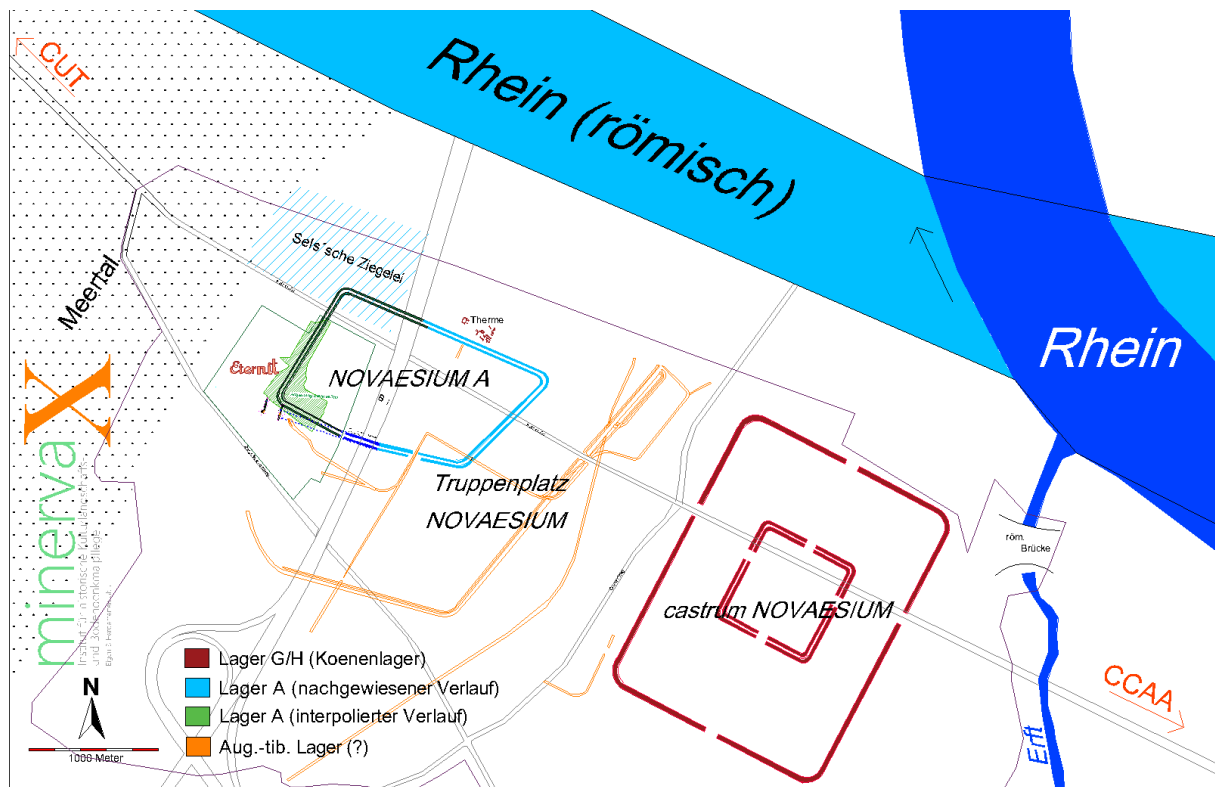 CUT
Rhein (römisch)
Rhein
Meertal
Sels´sche Ziegelei
Therme
Eternit
NOVAESIUM A
Truppenplatz
NOVAESIUM
castrum NOVAESIUM
röm.
Brücke
CCAA
Erft
minerva X
Lager G/H (Koenenlager)
Lager A (nachgewiesener Verlauf)
Lager A (interpolierter Verlauf)
Aug.-tib. Lager (?)
N
1000 Meter